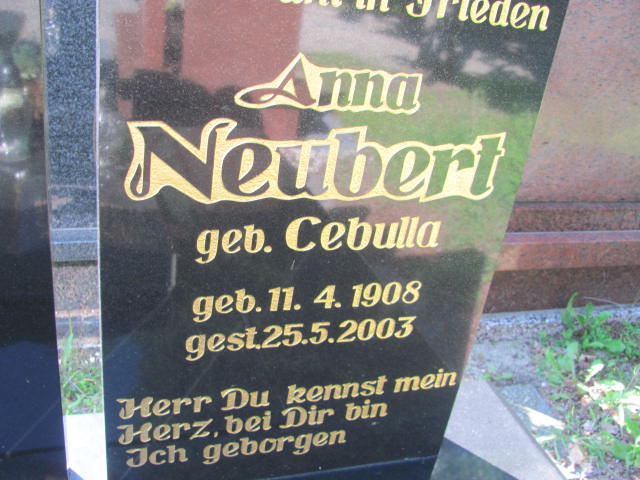 in Frieden
Anna
Neubert
geb. Cebulla
geb. 11. 4. 1908
gest. 25.5.2003
Herr Du kennst mein
Herz, bei Dir bin
Ich geborgen